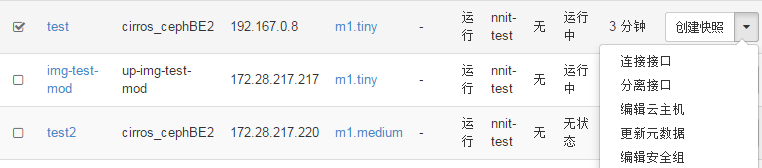 test cirros_cephBE2 192.167.0.8 m1.tiny - 运行 nnit-test 无 运行中 3 分钟 创建快照
img-test-mod up-img-test-mod 172.28.217.217 m1.tiny - 运行 nnit-test 无 运行中
test2 cirros_cephBE2 172.28.217.220 m1.medium - 运行 nnit-test 无 无状态
连接接口
分离接口
编辑云主机
更新元数据
编辑安全组